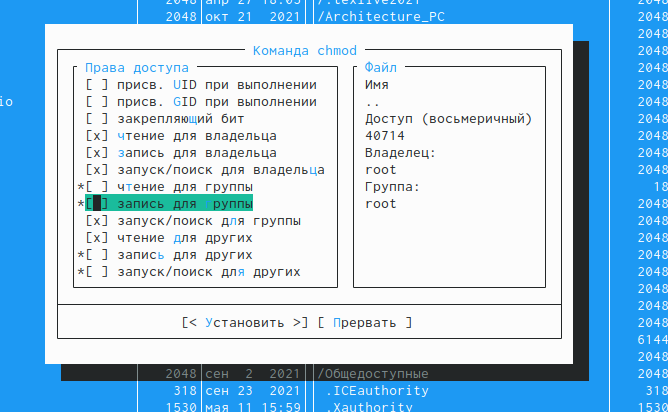 2048 апр 27 18:05 /.texlive2021
2048 окт 21 2021 /Architecture_PC 2048
2048
Команда chmod 2048
Права доступа Файл 2048
[ ] присв. UID при выполнении Имя 2048
io [ ] присв. GID при выполнении .. 2048
[ ] закрепляющий бит Доступ (восьмеричный) 2048
[x] чтение для владельца 40714 2048
[x] запись для владельца Владелец: 2048
[x] запуск/поиск для владельца root 2048
*[ ] чтение для группы Группа: 18
*[ ] запись для группы root 2048
[x] запуск/поиск для группы 2048
[x] чтение для других 2048
*[ ] запись для других 2048
*[ ] запуск/поиск для других 2048
2048
2048
[< Установить >] [ Прервать ] 2048
6144
2048
2048 сен 2 2021 /Общедоступные 2048
318 сен 23 2021 .ICEauthority 318
1530 мая 11 15:59 .Xauthority 1530